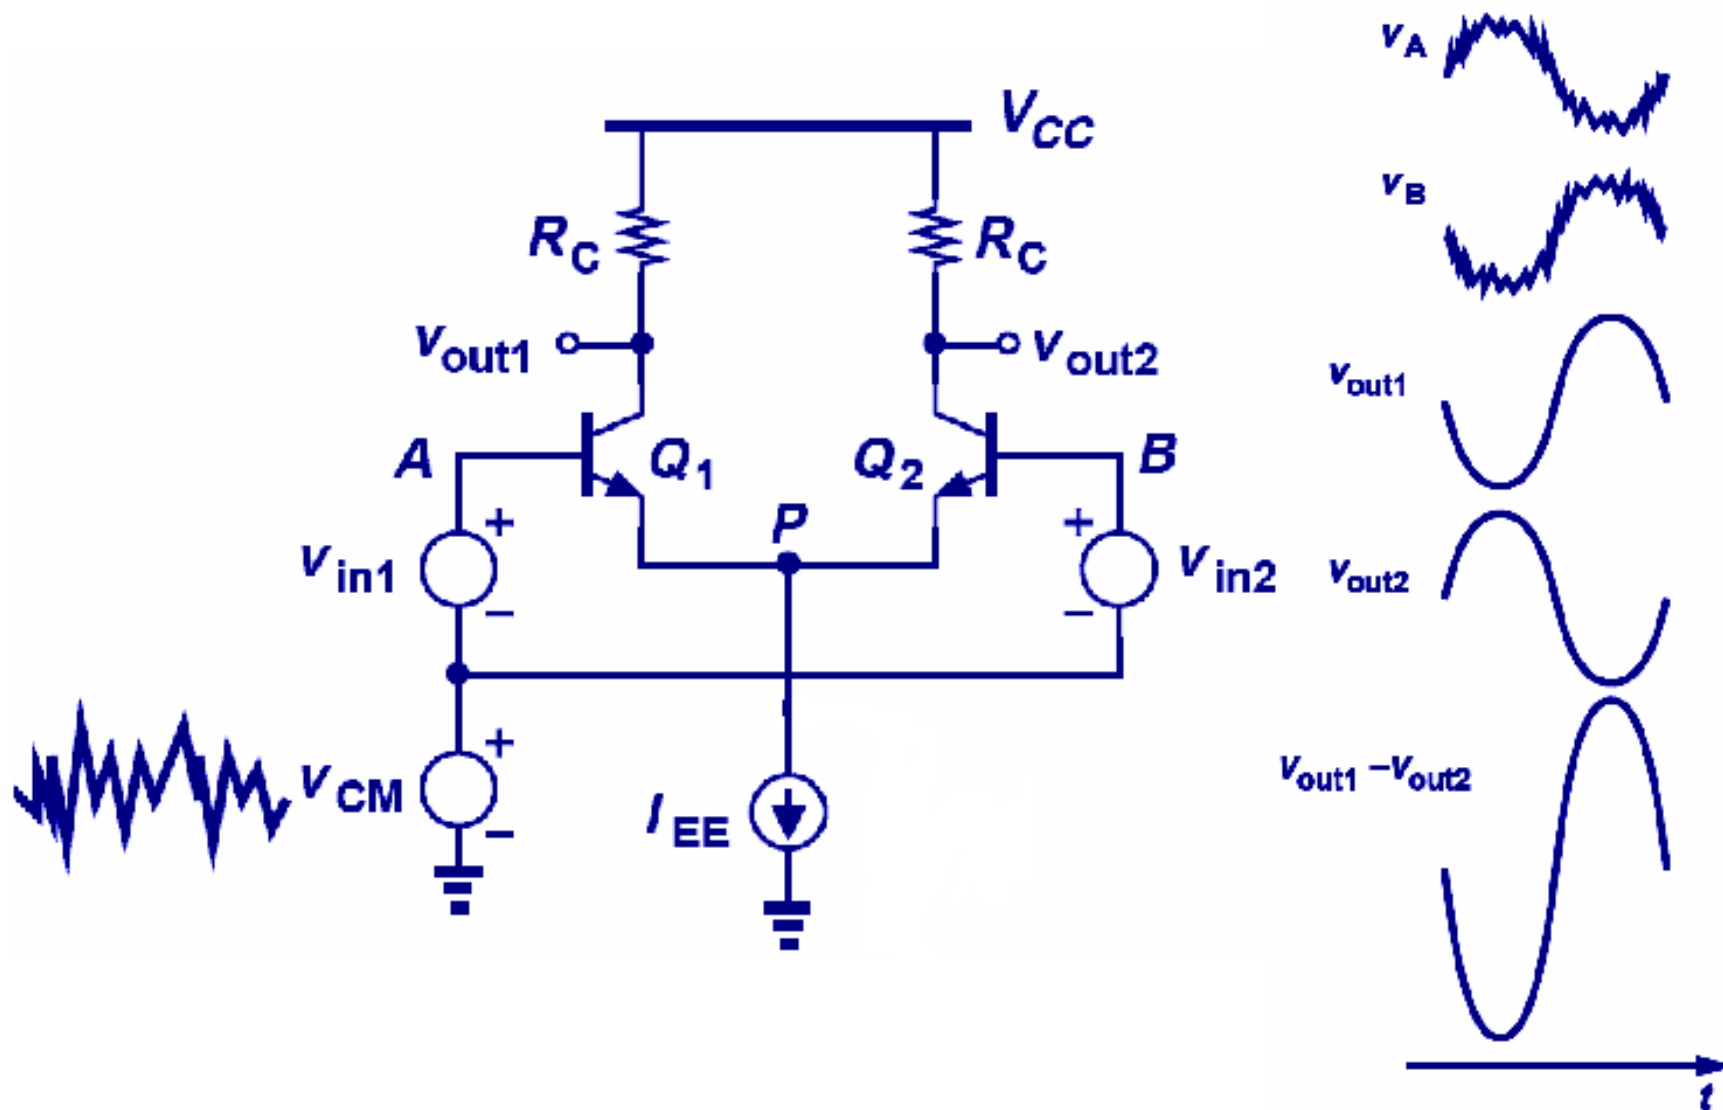 V_CC
R_C
R_C
v_out1
v_out2
A
Q_1
Q_2
B
P
v_in1
+
−
+
−
v_in2
v_CM
+
−
I_EE
v_A
v_B
v_out1
v_out2
v_out1 − v_out2
t